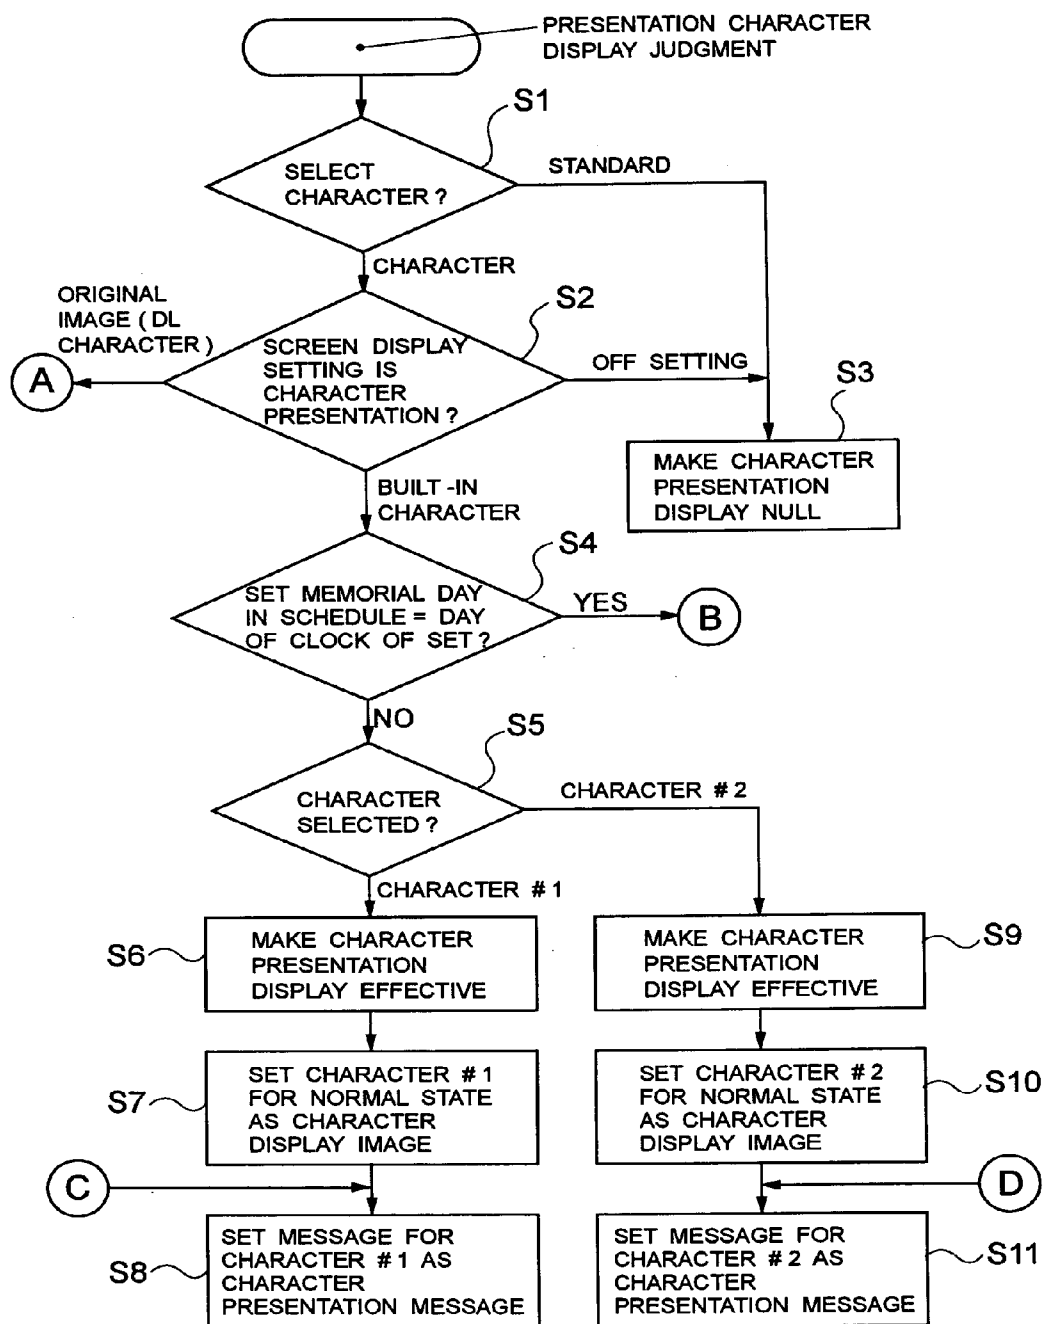 PRESENTATION CHARACTER
DISPLAY JUDGMENT
S1
SELECT
CHARACTER ?
STANDARD
CHARACTER
ORIGINAL
IMAGE ( DL
CHARACTER )
S2
SCREEN DISPLAY
SETTING IS
CHARACTER
PRESENTATION ?
OFF SETTING
A
S3
MAKE CHARACTER
PRESENTATION
DISPLAY NULL
BUILT -IN
CHARACTER
S4
SET MEMORIAL DAY
IN SCHEDULE = DAY
OF CLOCK OF SET ?
YES
B
NO
S5
CHARACTER
SELECTED ?
CHARACTER # 2
CHARACTER # 1
S6
MAKE CHARACTER
PRESENTATION
DISPLAY EFFECTIVE
MAKE CHARACTER
PRESENTATION
DISPLAY EFFECTIVE
S9
S7
SET CHARACTER # 1
FOR NORMAL STATE
AS CHARACTER
DISPLAY IMAGE
SET CHARACTER # 2
FOR NORMAL STATE
AS CHARACTER
DISPLAY IMAGE
S10
C
D
S8
SET MESSAGE FOR
CHARACTER # 1 AS
CHARACTER
PRESENTATION MESSAGE
SET MESSAGE FOR
CHARACTER # 2 AS
CHARACTER
PRESENTATION MESSAGE
S11